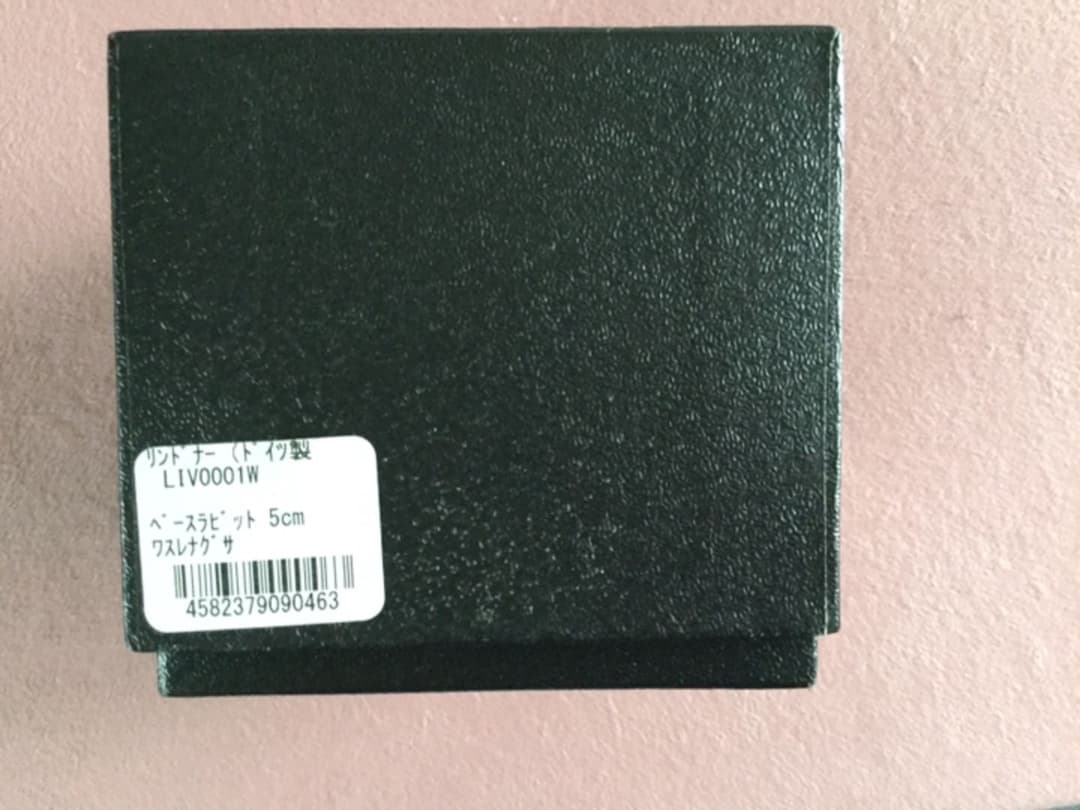 ﾘﾝﾄﾞﾅｰ (ﾄﾞｲﾂ製
LIV0001W
ﾍﾞｰｽﾗﾋﾞｯﾄ 5cm
ﾜｽﾚﾅｸﾞｻ
4582379090463